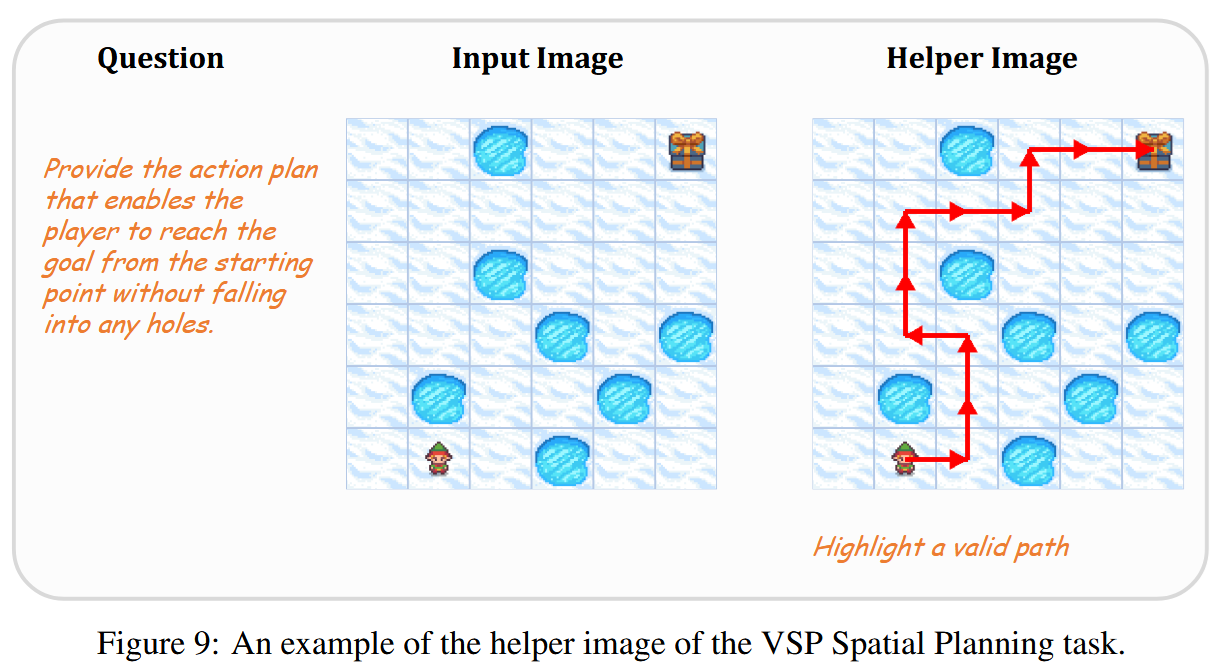 Question
Input Image
Helper Image
Provide the action plan
that enables the
player to reach the
goal from the starting
point without falling
into any holes.
Highlight a valid path
Figure 9: An example of the helper image of the VSP Spatial Planning task.